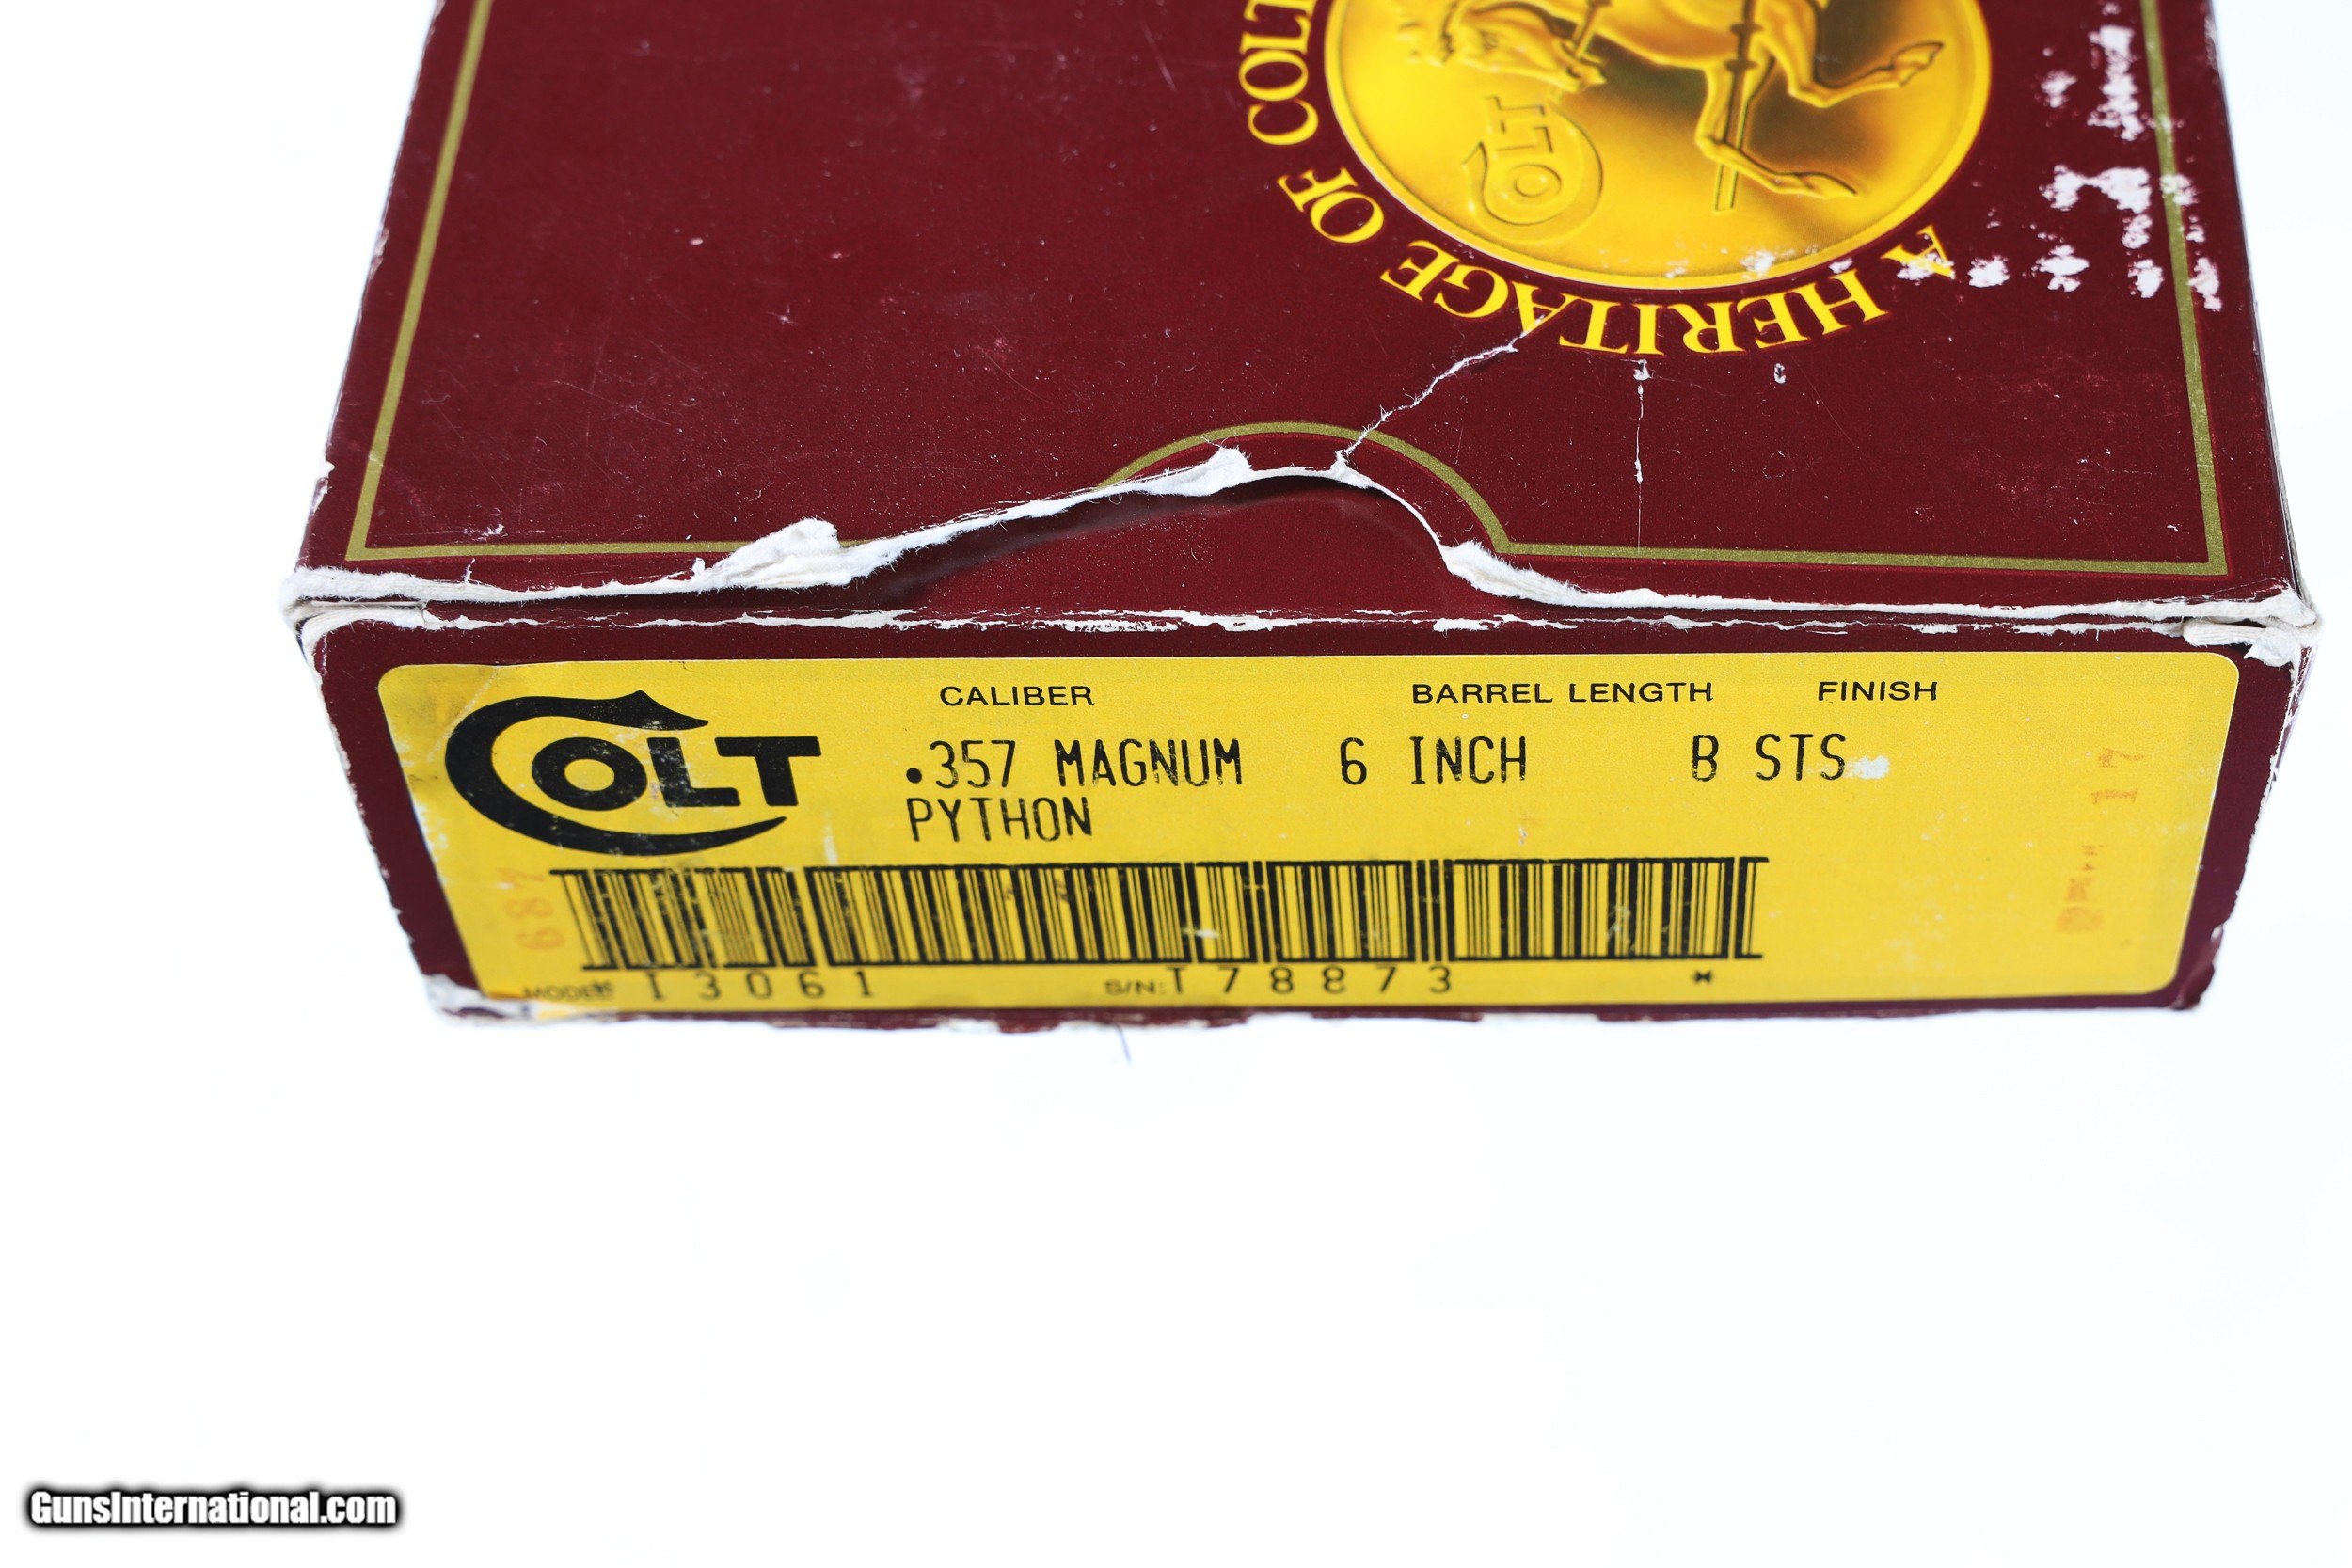 A HERITAGE OF COLT
COLT
COLT
CALIBER BARREL LENGTH FINISH
.357 MAGNUM 6 INCH B STS
PYTHON
687
17
MODEL: I3061 S/N: T78873 *
GunsInternational.com